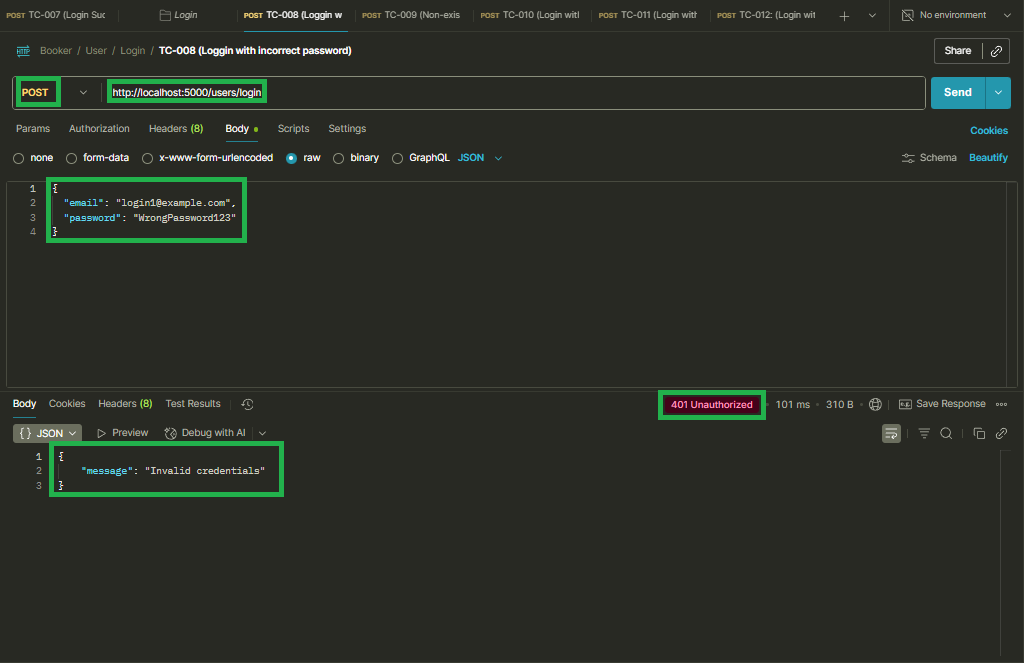 POST TC-007 (Login Suc
Login
POST TC-008 (Loggin w
POST TC-009 (Non-exis
POST TC-010 (Login witl
POST TC-011 (Login witl
POST TC-012: (Login wit
No environment
HTTP Booker / User / Login / TC-008 (Loggin with incorrect password)
Share
POST http://localhost:5000/users/login
Send
Params Authorization Headers (8) Body Scripts Settings
Cookies
none form-data x-www-form-urlencoded raw binary GraphQL JSON
Schema Beautify
1 {
2 "email": "login1@example.com",
3 "password": "WrongPassword123"
4 }
Body Cookies Headers (8) Test Results
401 Unauthorized • 101 ms • 310 B • Save Response
{} JSON Preview Debug with AI
1 {
2 "message": "Invalid credentials"
3 }